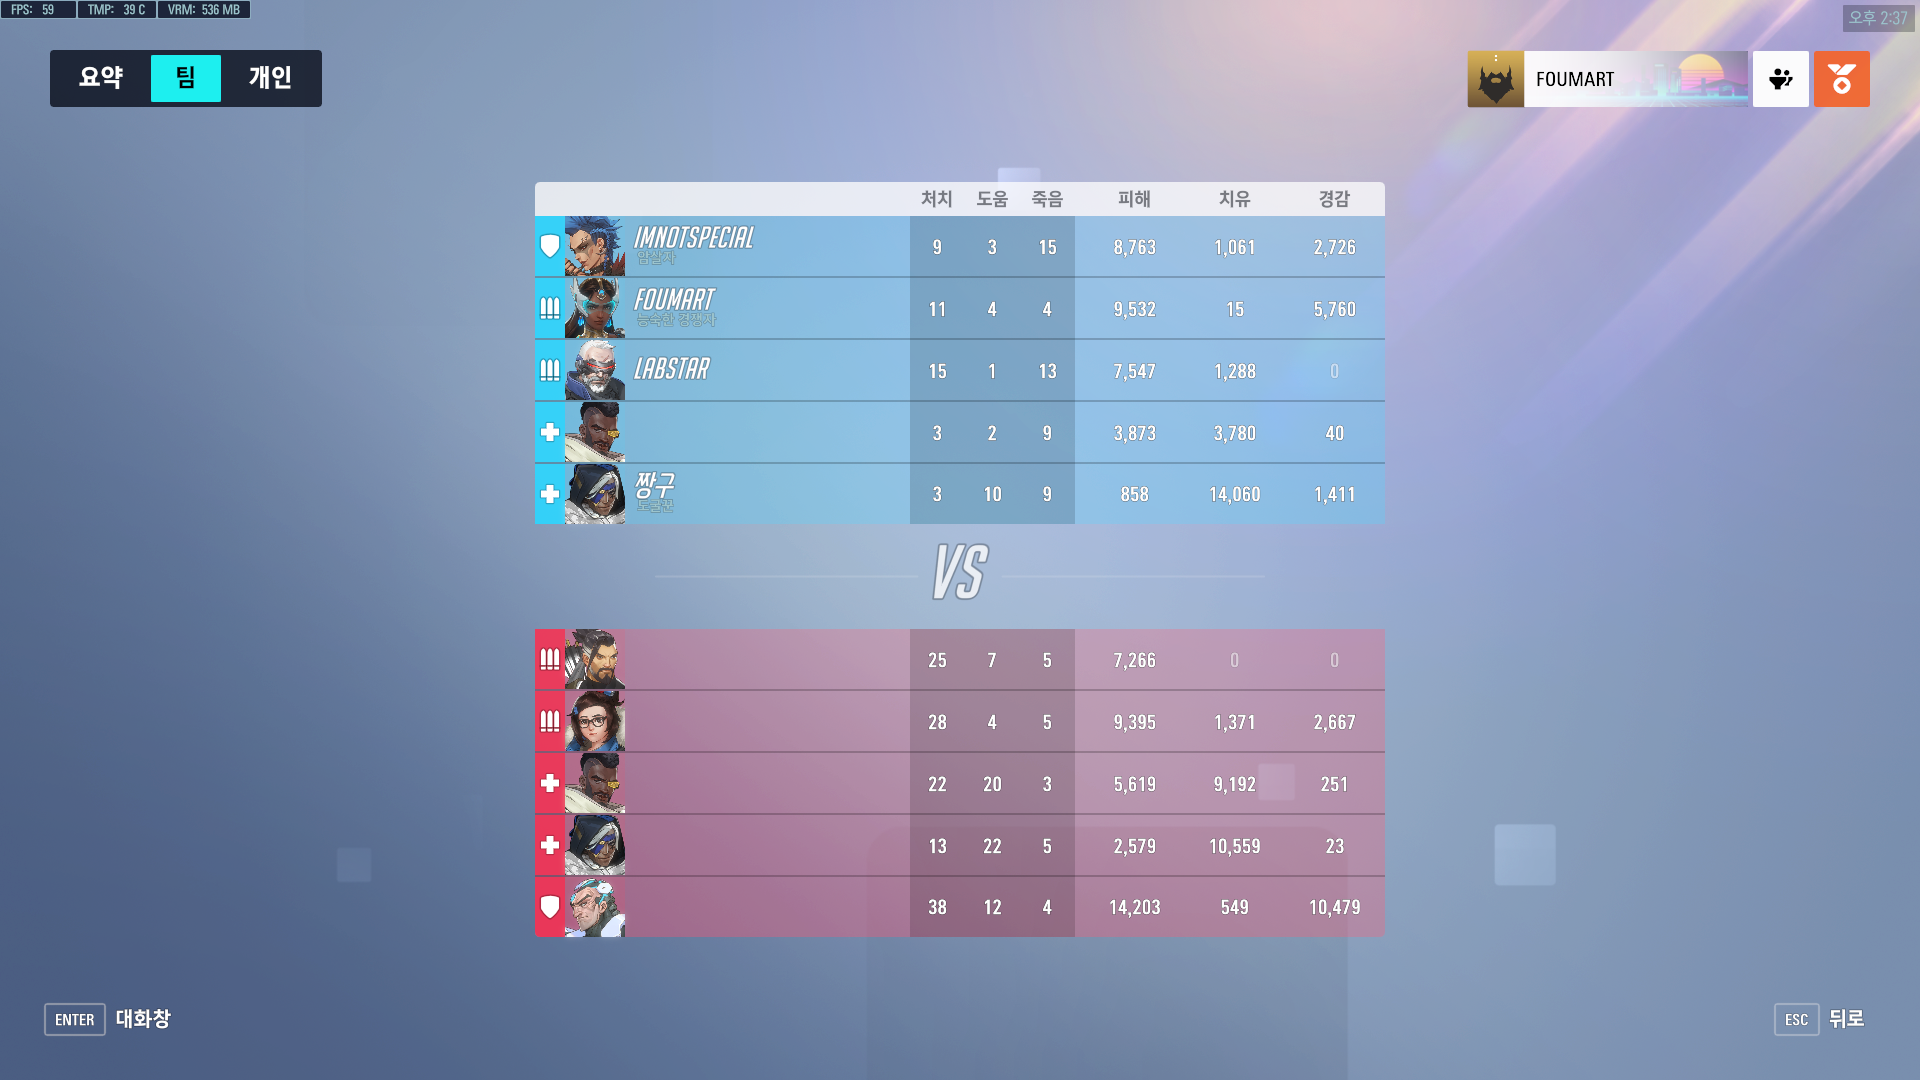 FPS: 59 TMP: 39 C VRM: 536 MB
오후 2:37
요약 팀 개인
FOUMART
처치 도움 죽음 피해 치유 경감
IMNOTSPECIAL 9 3 15 8,763 1,061 2,726
암살자
FOUMART 11 4 4 9,532 15 5,760
능숙한 경쟁자
LABSTAR 15 1 13 7,547 1,288 0
3 2 9 3,873 3,780 40
짱구 3 10 9 858 14,060 1,411
도굴꾼
VS
25 7 5 7,266 0 0
28 4 5 9,395 1,371 2,667
22 20 3 5,619 9,192 251
13 22 5 2,579 10,559 23
38 12 4 14,203 549 10,479
ENTER 대화창
ESC 뒤로